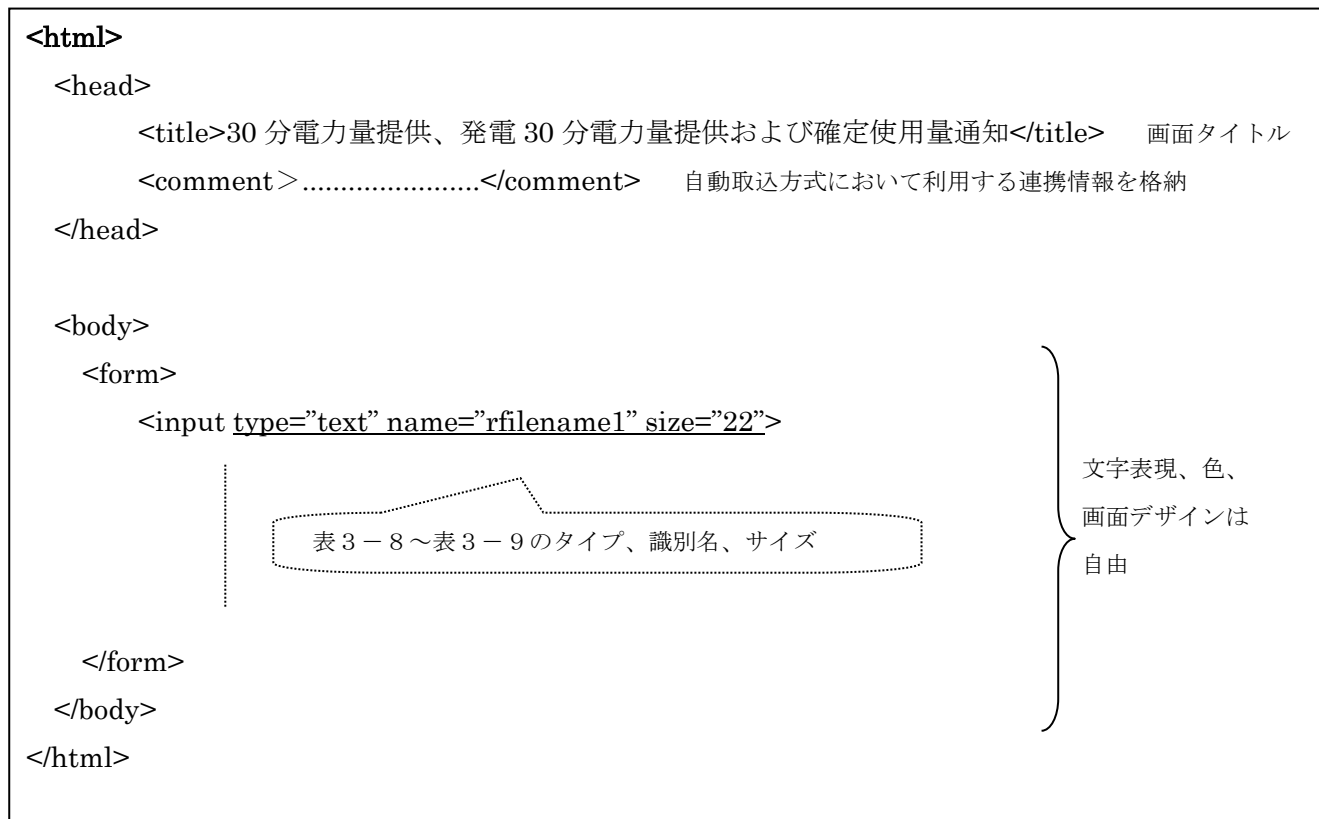 <html>
<head>
<title>30 分電力量提供、発電 30 分電力量提供および確定使用量通知</title> 画面タイトル
<comment＞.......................</comment> 自動取込方式において利用する連携情報を格納
</head>
<body>
<form>
<input type=”text” name=”rfilename1” size=”22”>
表３－８～表３－９のタイプ、識別名、サイズ
文字表現、色、
画面デザインは
自由
</form>
</body>
</html>